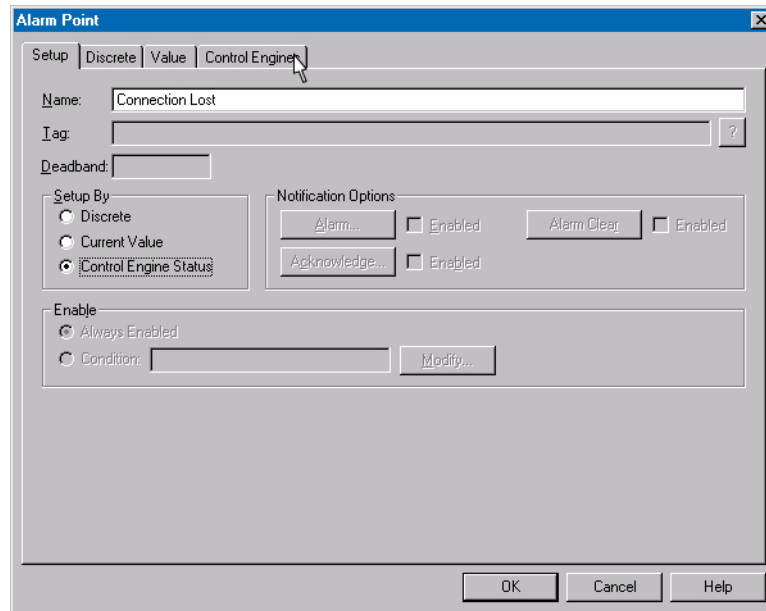 Alarm Point
Setup Discrete Value Control Engine
Name: Connection Lost
Tag: ?
Deadband:
Setup By
Discrete
Current Value
Control Engine Status
Notification Options
Alarm... Enabled Alarm Clear Enabled
Acknowledge... Enabled
Enable
Always Enabled
Condition: Modify...
OK Cancel Help